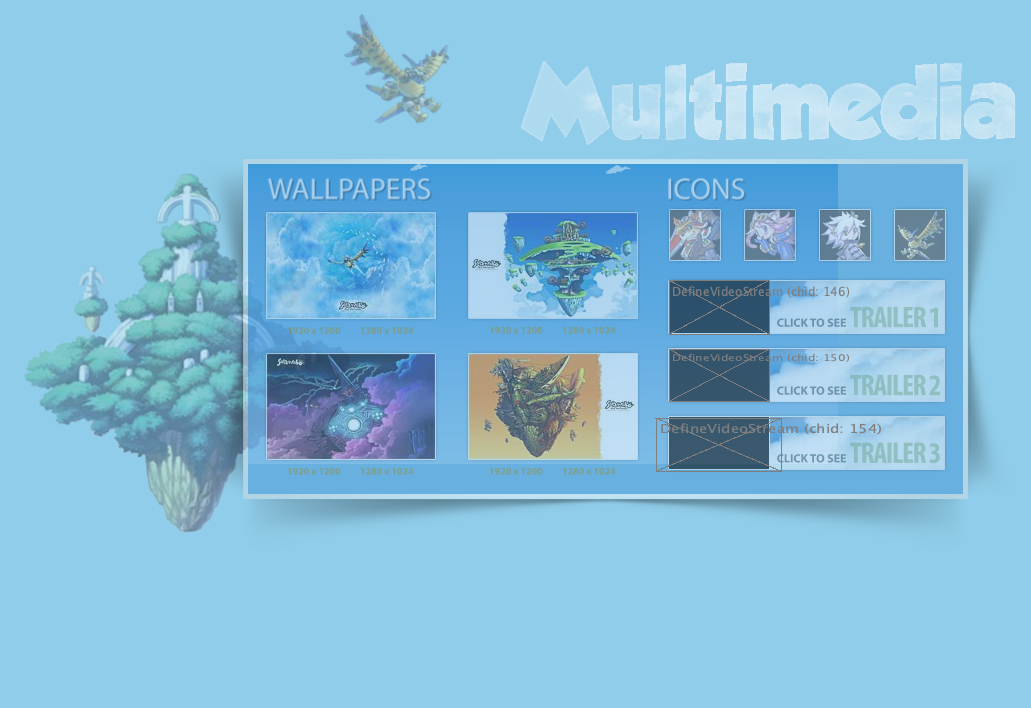 Multimedia
WALLPAPERS
ICONS
1920 x 1200 1280 x 1024
1920 x 1200 1280 x 1024
1920 x 1200 1280 x 1024
1920 x 1200 1280 x 1024
DefineVideoStream (chid: 146)
CLICK TO SEE TRAILER 1
DefineVideoStream (chid: 150)
CLICK TO SEE TRAILER 2
DefineVideoStream (chid: 154)
CLICK TO SEE TRAILER 3